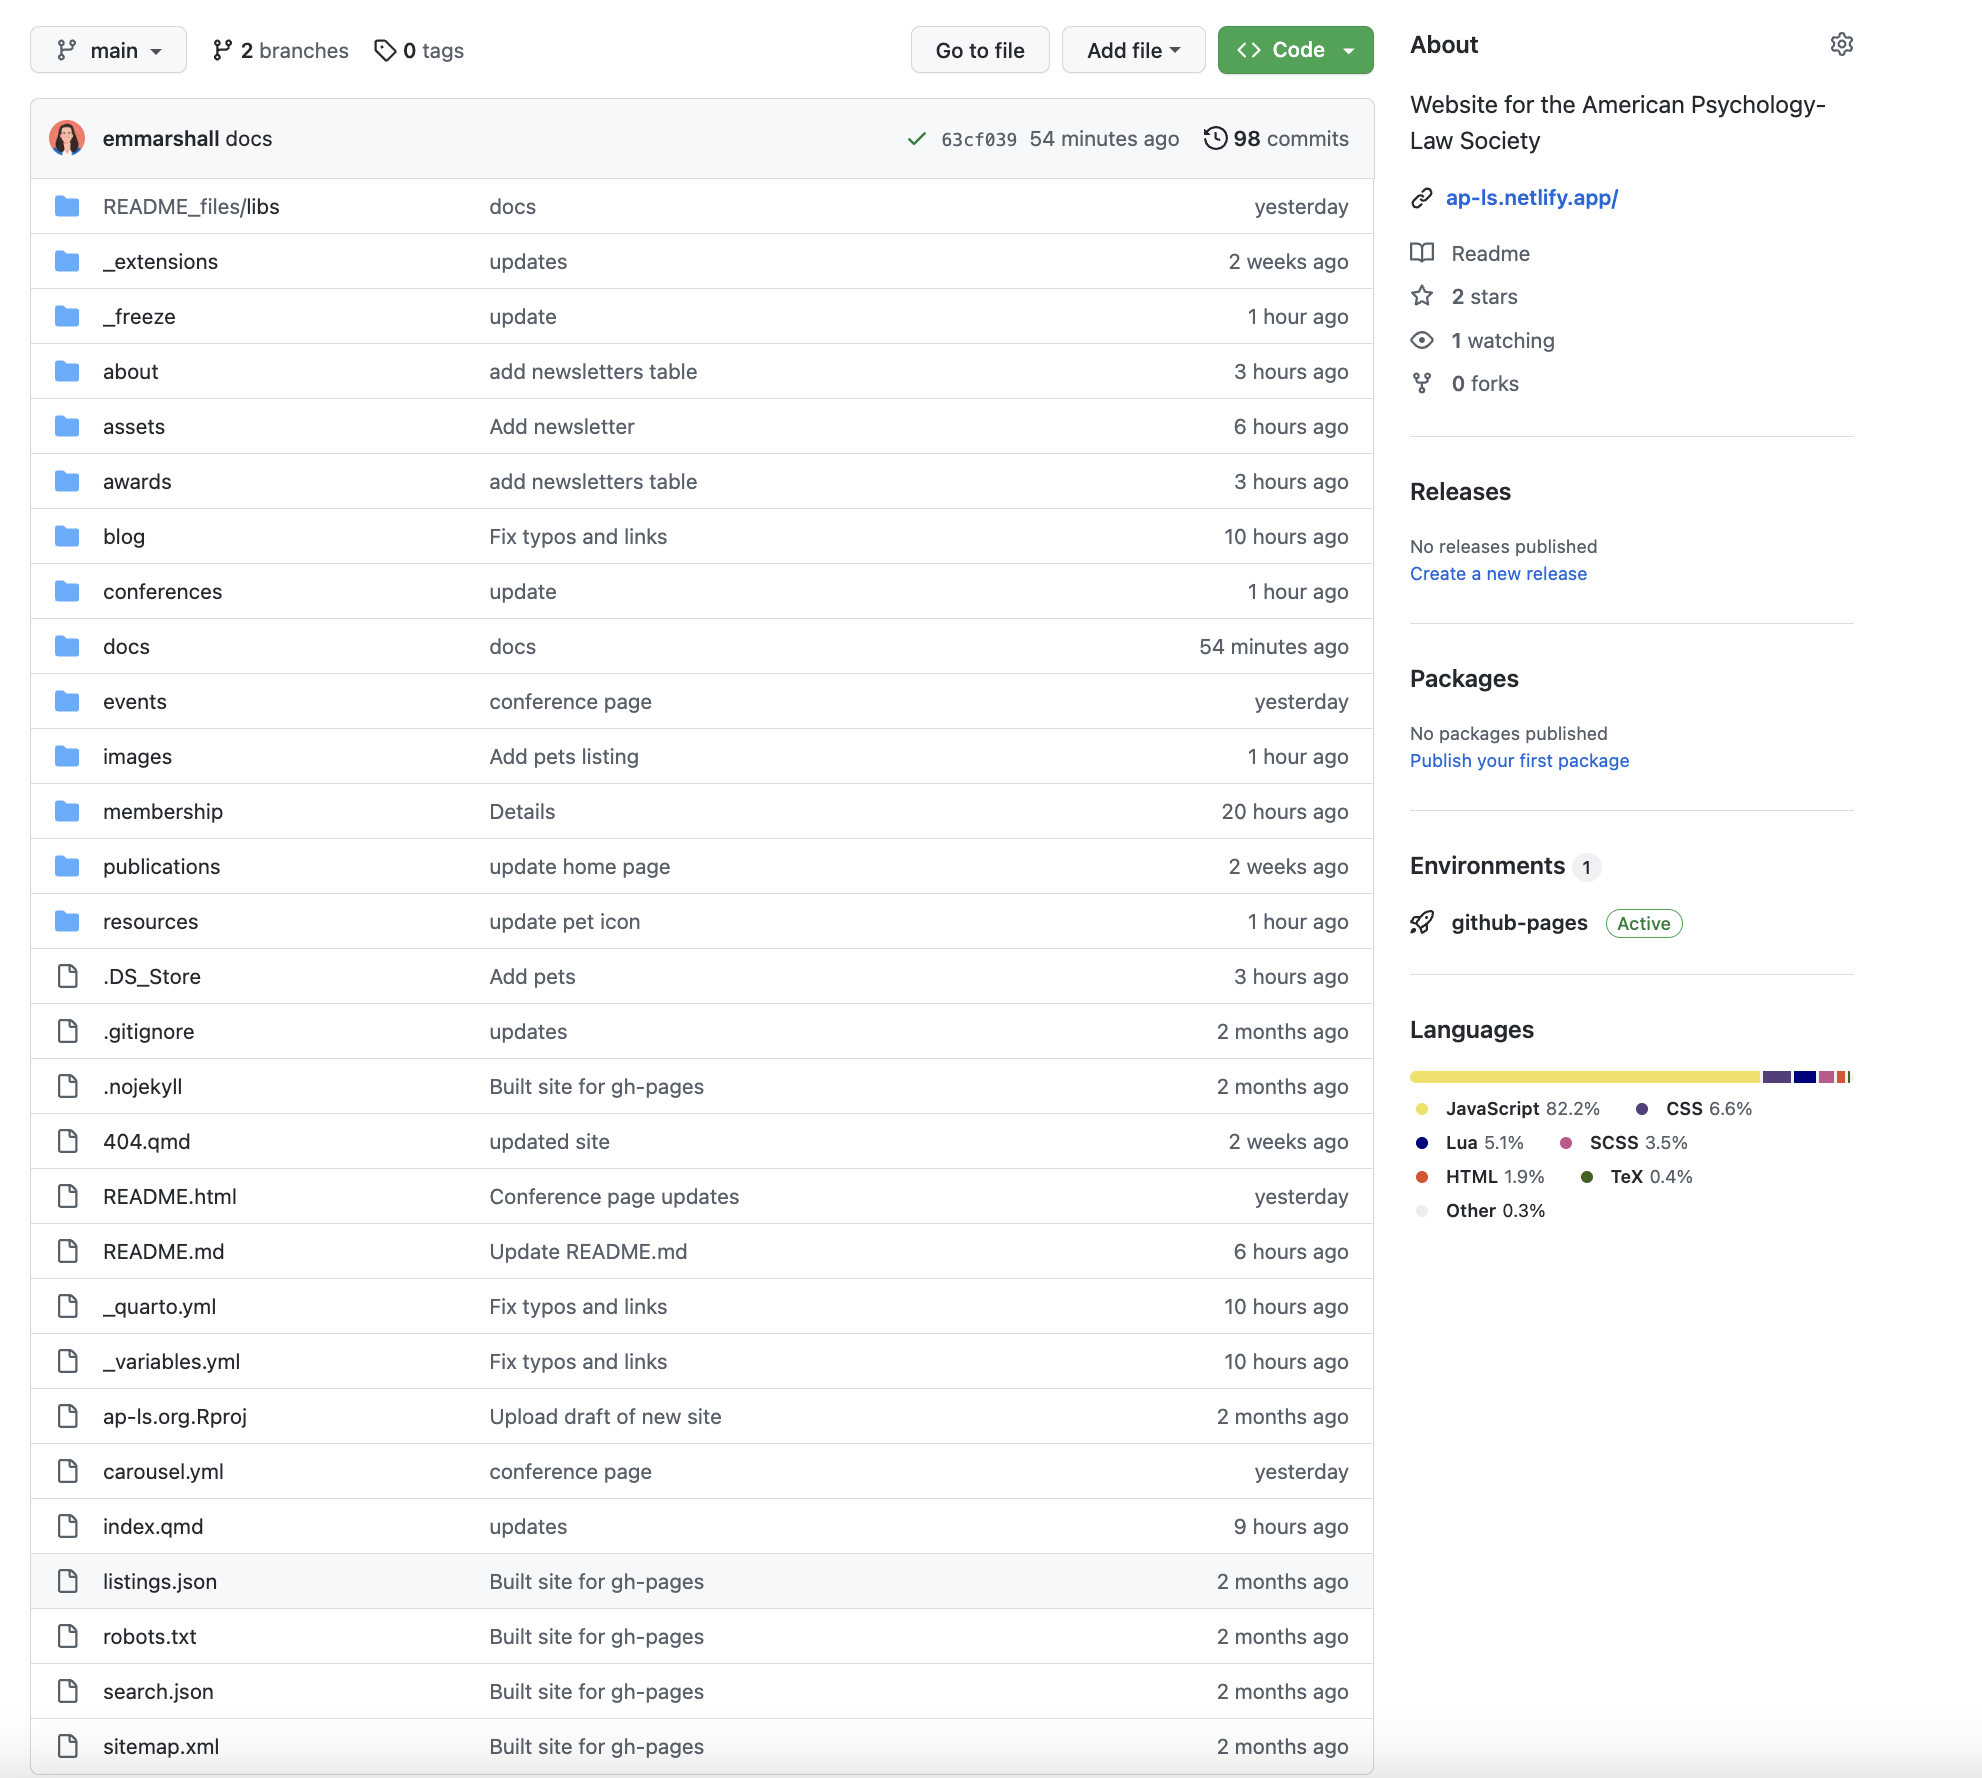 main 2 branches 0 tags Go to file Add file Code
emmarshall docs 63cf039 54 minutes ago 98 commits
README_files/libs docs yesterday
_extensions updates 2 weeks ago
_freeze update 1 hour ago
about add newsletters table 3 hours ago
assets Add newsletter 6 hours ago
awards add newsletters table 3 hours ago
blog Fix typos and links 10 hours ago
conferences update 1 hour ago
docs docs 54 minutes ago
events conference page yesterday
images Add pets listing 1 hour ago
membership Details 20 hours ago
publications update home page 2 weeks ago
resources update pet icon 1 hour ago
.DS_Store Add pets 3 hours ago
.gitignore updates 2 months ago
.nojekyll Built site for gh-pages 2 months ago
404.qmd updated site 2 weeks ago
README.html Conference page updates yesterday
README.md Update README.md 6 hours ago
_quarto.yml Fix typos and links 10 hours ago
_variables.yml Fix typos and links 10 hours ago
ap-ls.org.Rproj Upload draft of new site 2 months ago
carousel.yml conference page yesterday
index.qmd updates 9 hours ago
listings.json Built site for gh-pages 2 months ago
robots.txt Built site for gh-pages 2 months ago
search.json Built site for gh-pages 2 months ago
sitemap.xml Built site for gh-pages 2 months ago
About
Website for the American Psychology-
Law Society
ap-ls.netlify.app/
Readme
2 stars
1 watching
0 forks
Releases
No releases published
Create a new release
Packages
No packages published
Publish your first package
Environments 1
github-pages Active
Languages
JavaScript 82.2% CSS 6.6%
Lua 5.1% SCSS 3.5%
HTML 1.9% TeX 0.4%
Other 0.3%